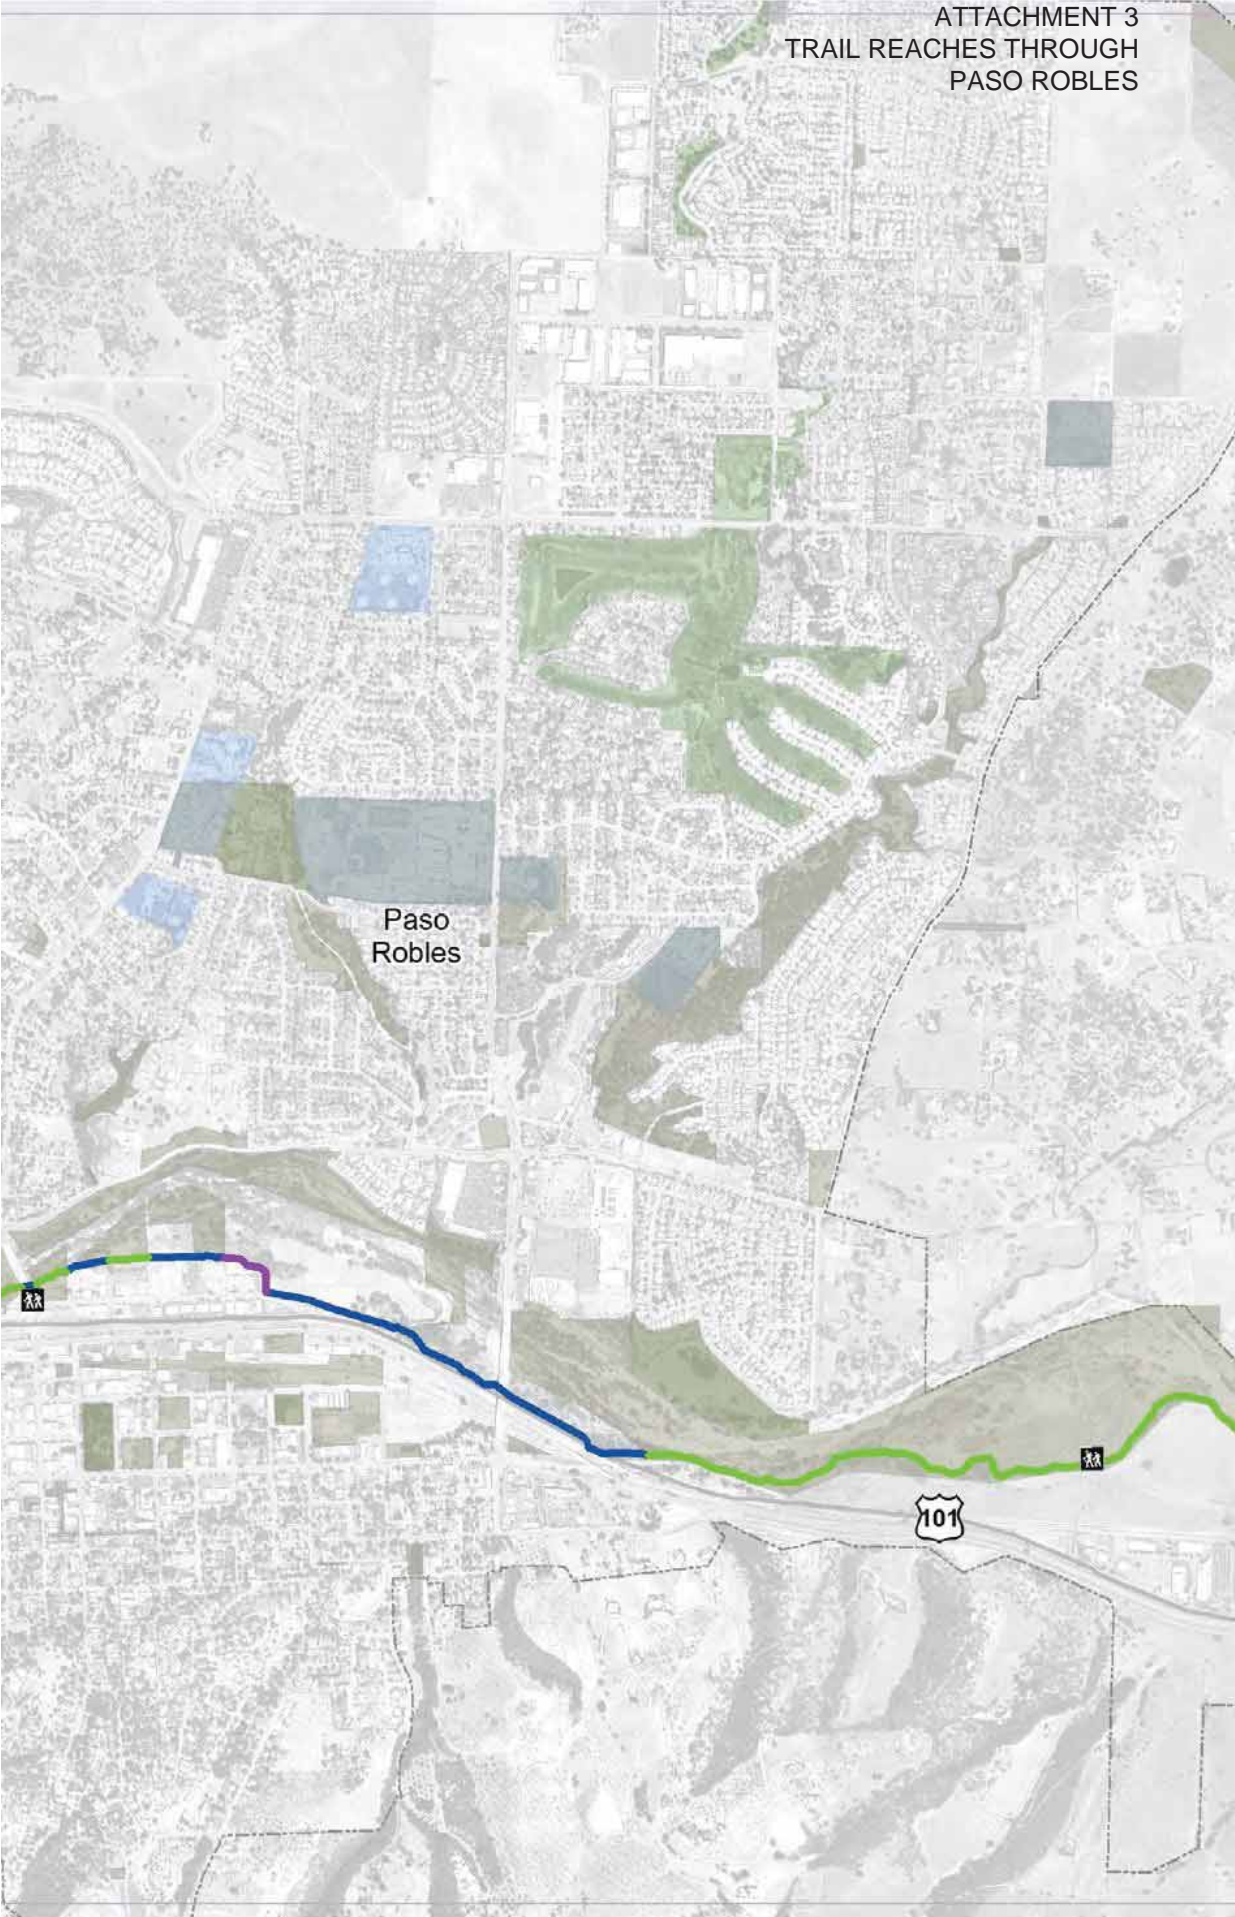 ATTACHMENT 3
TRAIL REACHES THROUGH
PASO ROBLES
Paso
Robles
101